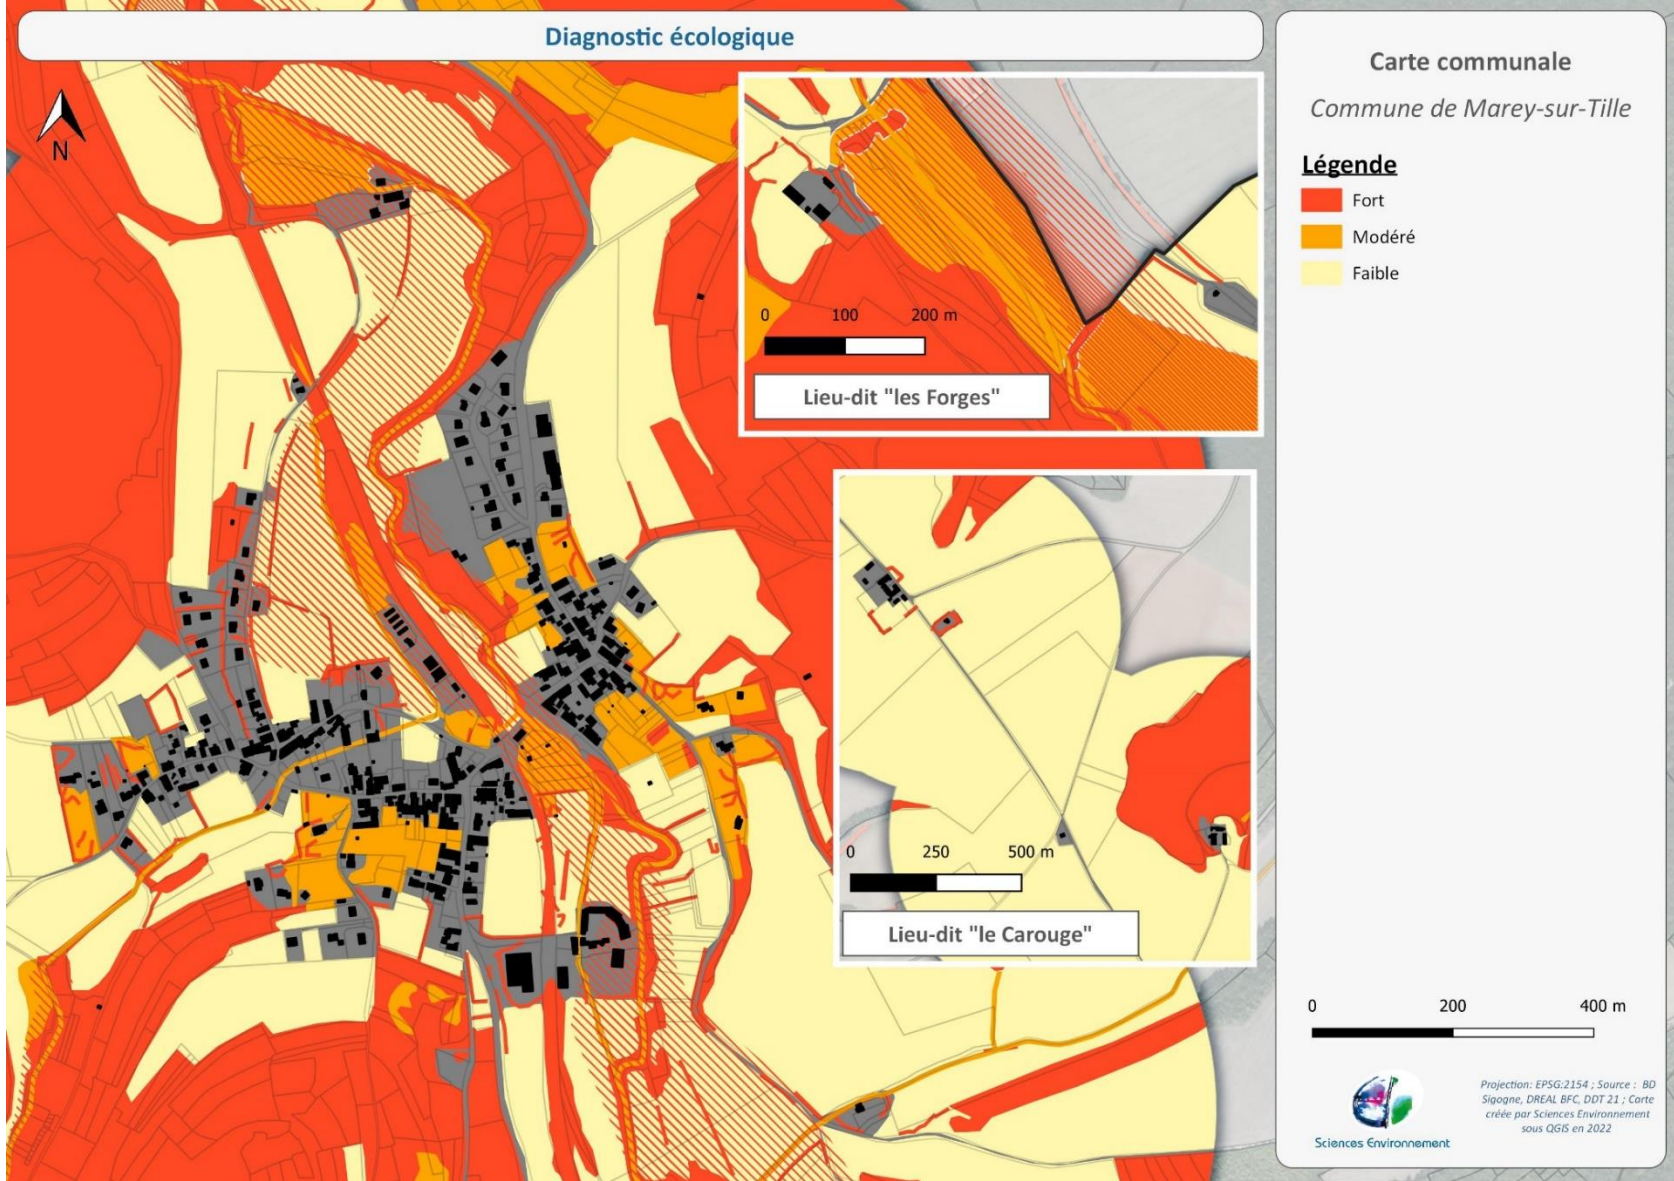 Diagnostic écologique
N
0 100 200 m
Lieu-dit "les Forges"
0 250 500 m
Lieu-dit "le Carouge"
Carte communale
Commune de Marey-sur-Tille
Légende
Fort
Modéré
Faible
0 200 400 m
Sciences Environnement
Projection: EPSG:2154 ; Source : BD
Sigogne, DREAL BFC, DDT 21 ; Carte
créée par Sciences Environnement
sous QGIS en 2022